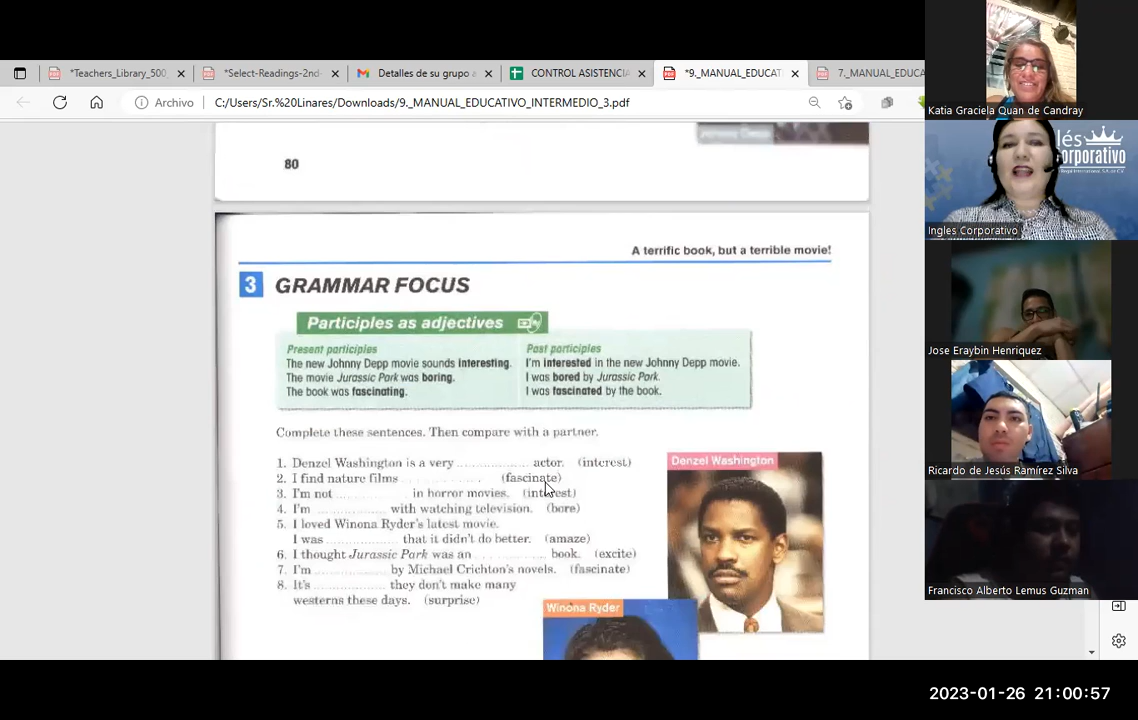 *Teachers_Library_500
*Select-Readings-2nd-
Detalles de su grupo a
CONTROL ASISTENCIA
*9._MANUAL_EDUCAT
7._MANUAL_EDUCA
Archivo
C:/Users/Sr.%20Linares/Downloads/9._MANUAL_EDUCATIVO_INTERMEDIO_3.pdf
80
A terrific book, but a terrible movie!
3 GRAMMAR FOCUS
Participles as adjectives
Present participles
The new Johnny Depp movie sounds interesting.
The movie Jurassic Park was boring.
The book was fascinating.
Past participles
I'm interested in the new Johnny Depp movie.
I was bored by Jurassic Park.
I was fascinated by the book.
Complete these sentences. Then compare with a partner.
1. Denzel Washington is a very .............. actor. (interest)
2. I find nature films .............. . (fascinate)
3. I'm not .............. in horror movies. (interest)
4. I'm .............. with watching television. (bore)
5. I loved Winona Ryder's latest movie.
I was .............. that it didn't do better. (amaze)
6. I thought Jurassic Park was an .............. book. (excite)
7. I'm .............. by Michael Crichton's novels. (fascinate)
8. It's .............. they don't make many
westerns these days. (surprise)
Denzel Washington
Winona Ryder
Katia Graciela Quan de Candray
lés
orporativo
Ingles Corporativo
Jose Eraybin Henriquez
Ricardo de Jesús Ramírez Silva
Francisco Alberto Lemus Guzman
2023-01-26 21:00:57